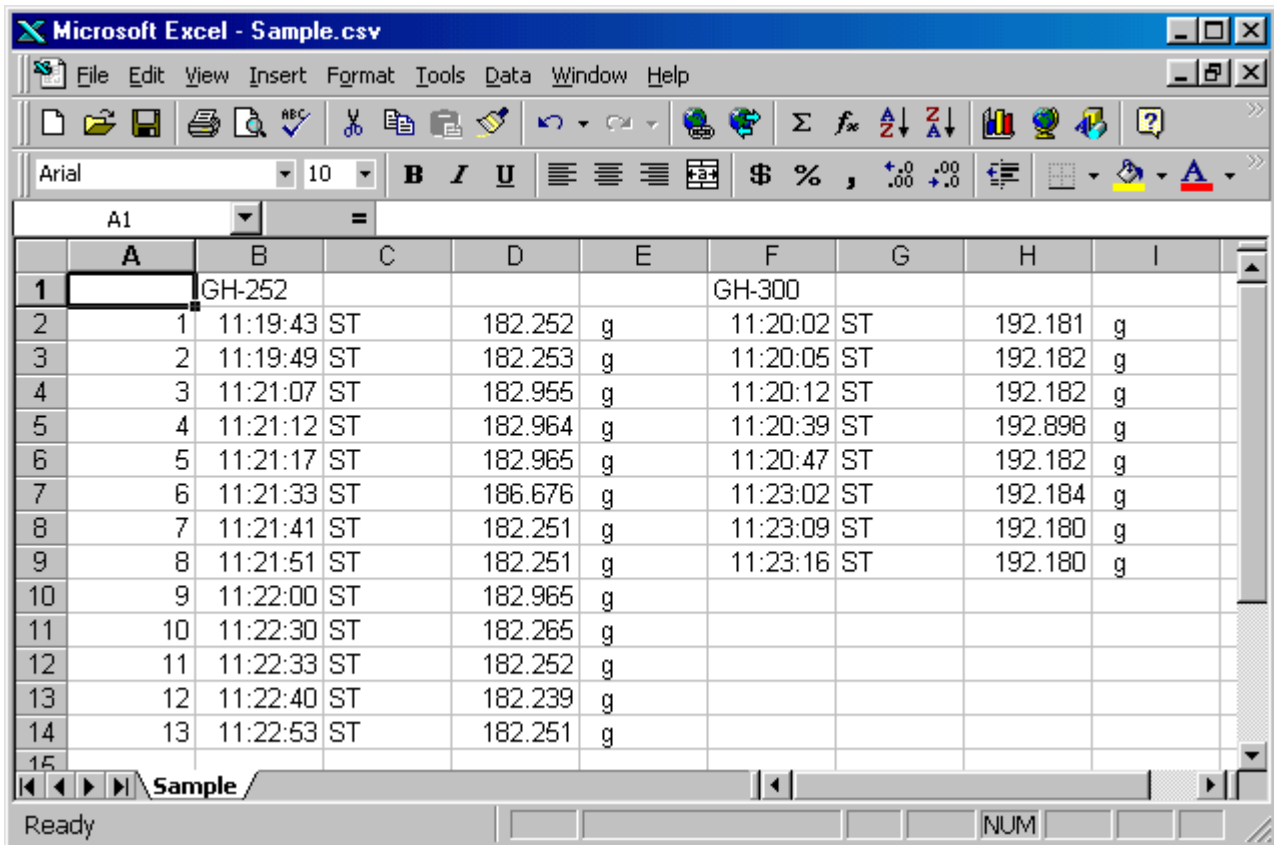 Microsoft Excel - Sample.csv
File Edit View Insert Format Tools Data Window Help
ABC Σ fx A Z Z A ?
Arial 10 B I U a $ % , .0 .00 .00 .0 A
A1 =
A B C D E F G H I
1 GH-252 GH-300
2 1 11:19:43 ST 182.252 g 11:20:02 ST 192.181 g
3 2 11:19:49 ST 182.253 g 11:20:05 ST 192.182 g
4 3 11:21:07 ST 182.955 g 11:20:12 ST 192.182 g
5 4 11:21:12 ST 182.964 g 11:20:39 ST 192.898 g
6 5 11:21:17 ST 182.965 g 11:20:47 ST 192.182 g
7 6 11:21:33 ST 186.676 g 11:23:02 ST 192.184 g
8 7 11:21:41 ST 182.251 g 11:23:09 ST 192.180 g
9 8 11:21:51 ST 182.251 g 11:23:16 ST 192.180 g
10 9 11:22:00 ST 182.965 g
11 10 11:22:30 ST 182.265 g
12 11 11:22:33 ST 182.252 g
13 12 11:22:40 ST 182.239 g
14 13 11:22:53 ST 182.251 g
15
Sample
Ready NUM